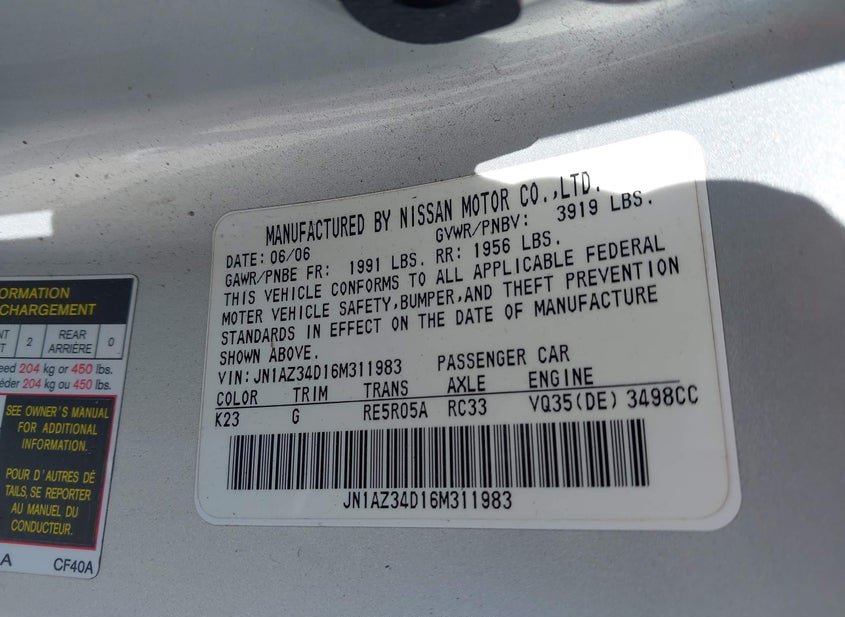 MANUFACTURED BY NISSAN MOTOR CO.,LTD.
DATE: 06/06 GVWR/PNBV: 3919 LBS.
GAWR/PNBE FR: 1991 LBS. RR: 1956 LBS.
THIS VEHICLE CONFORMS TO ALL APPLICABLE FEDERAL
MOTOR VEHICLE SAFETY,BUMPER,AND THEFT PREVENTION
STANDARDS IN EFFECT ON THE DATE OF MANUFACTURE
SHOWN ABOVE.
VIN: JN1AZ34D16M311983 PASSENGER CAR
COLOR TRIM TRANS AXLE ENGINE
K23 G RE5R05A RC33 VQ35(DE) 3498CC
JN1AZ34D16M311983
ORMATION
CHARGEMENT
2 REAR 0
ARRIÈRE
204 kg or 450 lbs.
204 kg ou 450 lbs.
SEE OWNER'S MANUAL
FOR ADDITIONAL
INFORMATION.
POUR D'AUTRES DÉ
TAILS, SE REPORTER
AU MANUEL DU
CONDUCTEUR.
A CF40A